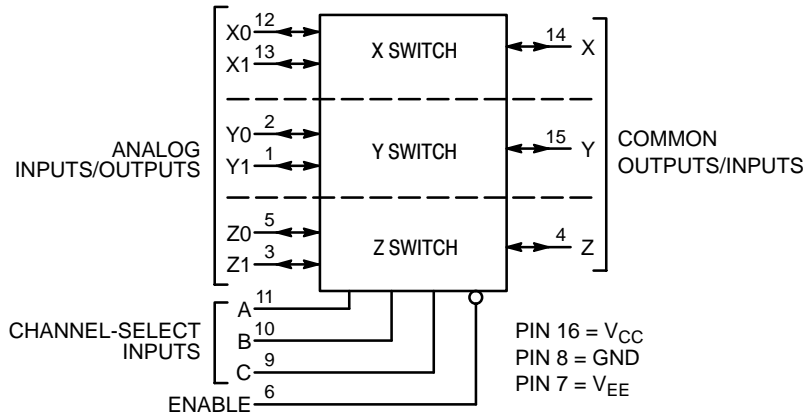 X0 12
X1 13
X SWITCH
14 X
Y0 2
Y1 1
Y SWITCH
15 Y
ANALOG
INPUTS/OUTPUTS
COMMON
OUTPUTS/INPUTS
Z0 5
Z1 3
Z SWITCH
4 Z
A 11
B 10
C 9
CHANNEL-SELECT
INPUTS
ENABLE 6
PIN 16 = VCC
PIN 8 = GND
PIN 7 = VEE